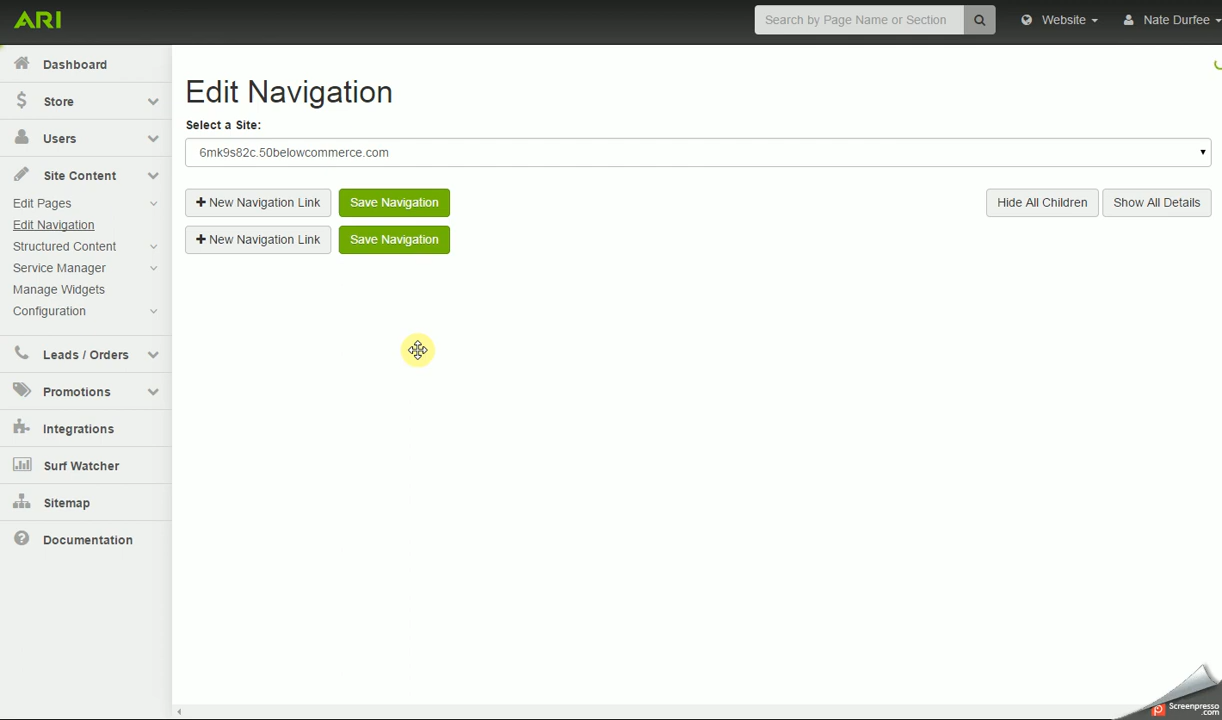 ARI
Search by Page Name or Section
Website
Nate Durfee
Dashboard
Store
Users
Site Content
Edit Pages
Edit Navigation
Structured Content
Service Manager
Manage Widgets
Configuration
Leads / Orders
Promotions
Integrations
Surf Watcher
Sitemap
Documentation
Edit Navigation
Select a Site:
6mk9s82c.50belowcommerce.com
+ New Navigation Link
Save Navigation
Hide All Children
Show All Details
+ New Navigation Link
Save Navigation
Screenpresso
.com